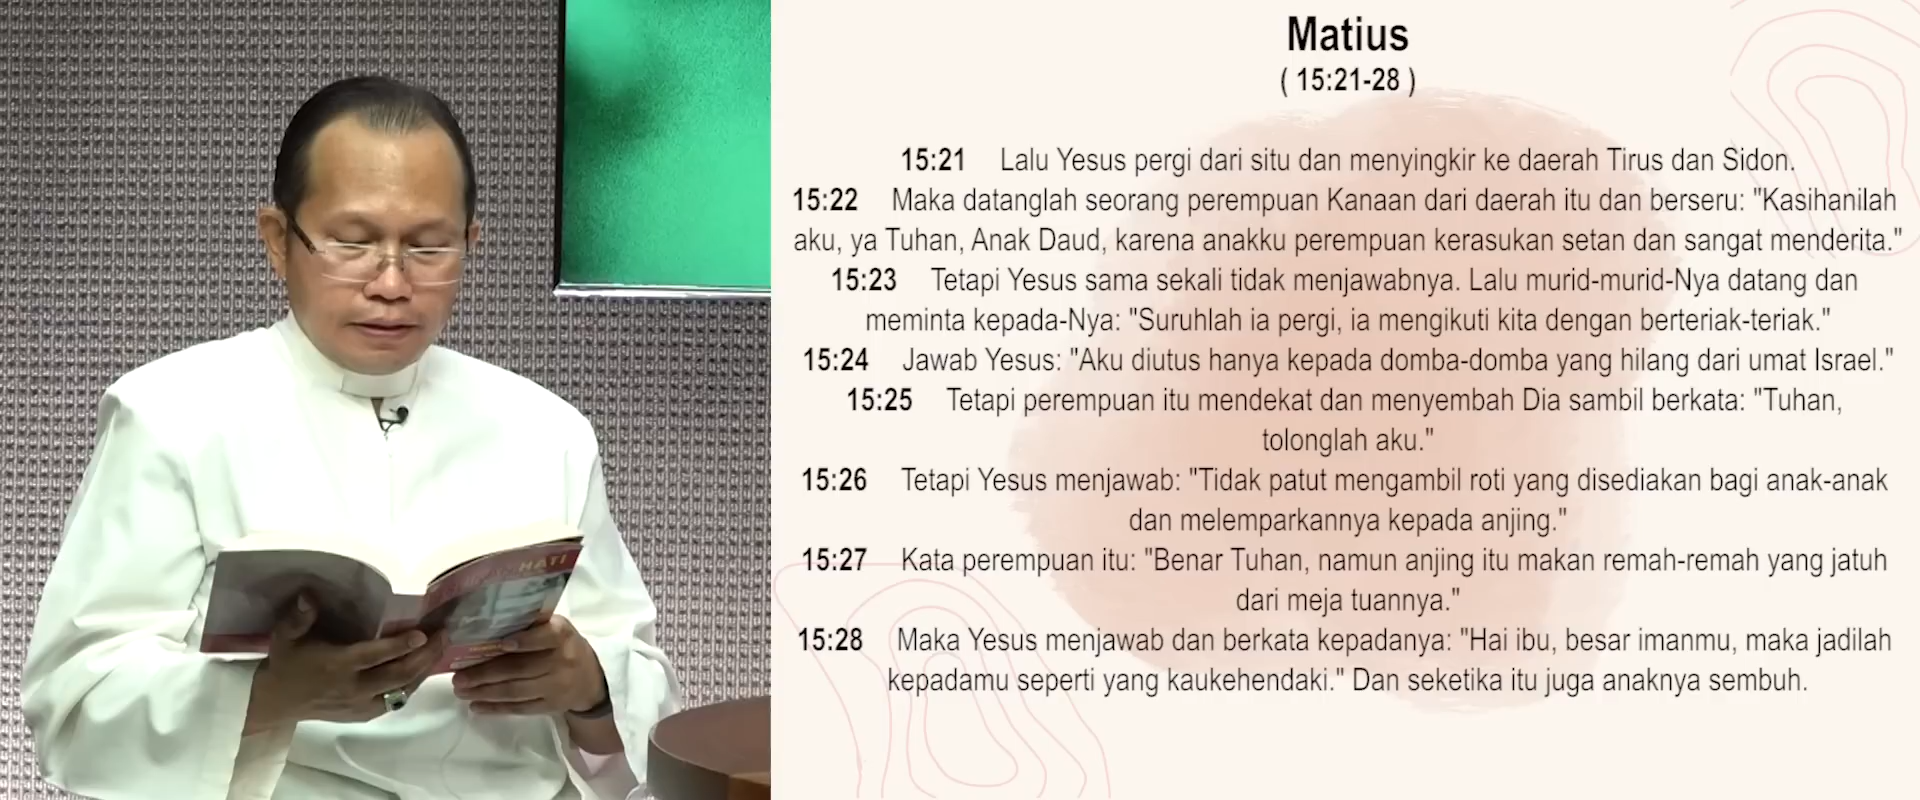 Matius
( 15:21-28 )
15:21 Lalu Yesus pergi dari situ dan menyingkir ke daerah Tirus dan Sidon.
15:22 Maka datanglah seorang perempuan Kanaan dari daerah itu dan berseru: "Kasihanilah
aku, ya Tuhan, Anak Daud, karena anakku perempuan kerasukan setan dan sangat menderita."
15:23 Tetapi Yesus sama sekali tidak menjawabnya. Lalu murid-murid-Nya datang dan
meminta kepada-Nya: "Suruhlah ia pergi, ia mengikuti kita dengan berteriak-teriak."
15:24 Jawab Yesus: "Aku diutus hanya kepada domba-domba yang hilang dari umat Israel."
15:25 Tetapi perempuan itu mendekat dan menyembah Dia sambil berkata: "Tuhan,
tolonglah aku."
15:26 Tetapi Yesus menjawab: "Tidak patut mengambil roti yang disediakan bagi anak-anak
dan melemparkannya kepada anjing."
15:27 Kata perempuan itu: "Benar Tuhan, namun anjing itu makan remah-remah yang jatuh
dari meja tuannya."
15:28 Maka Yesus menjawab dan berkata kepadanya: "Hai ibu, besar imanmu, maka jadilah
kepadamu seperti yang kaukehendaki." Dan seketika itu juga anaknya sembuh.
HATI